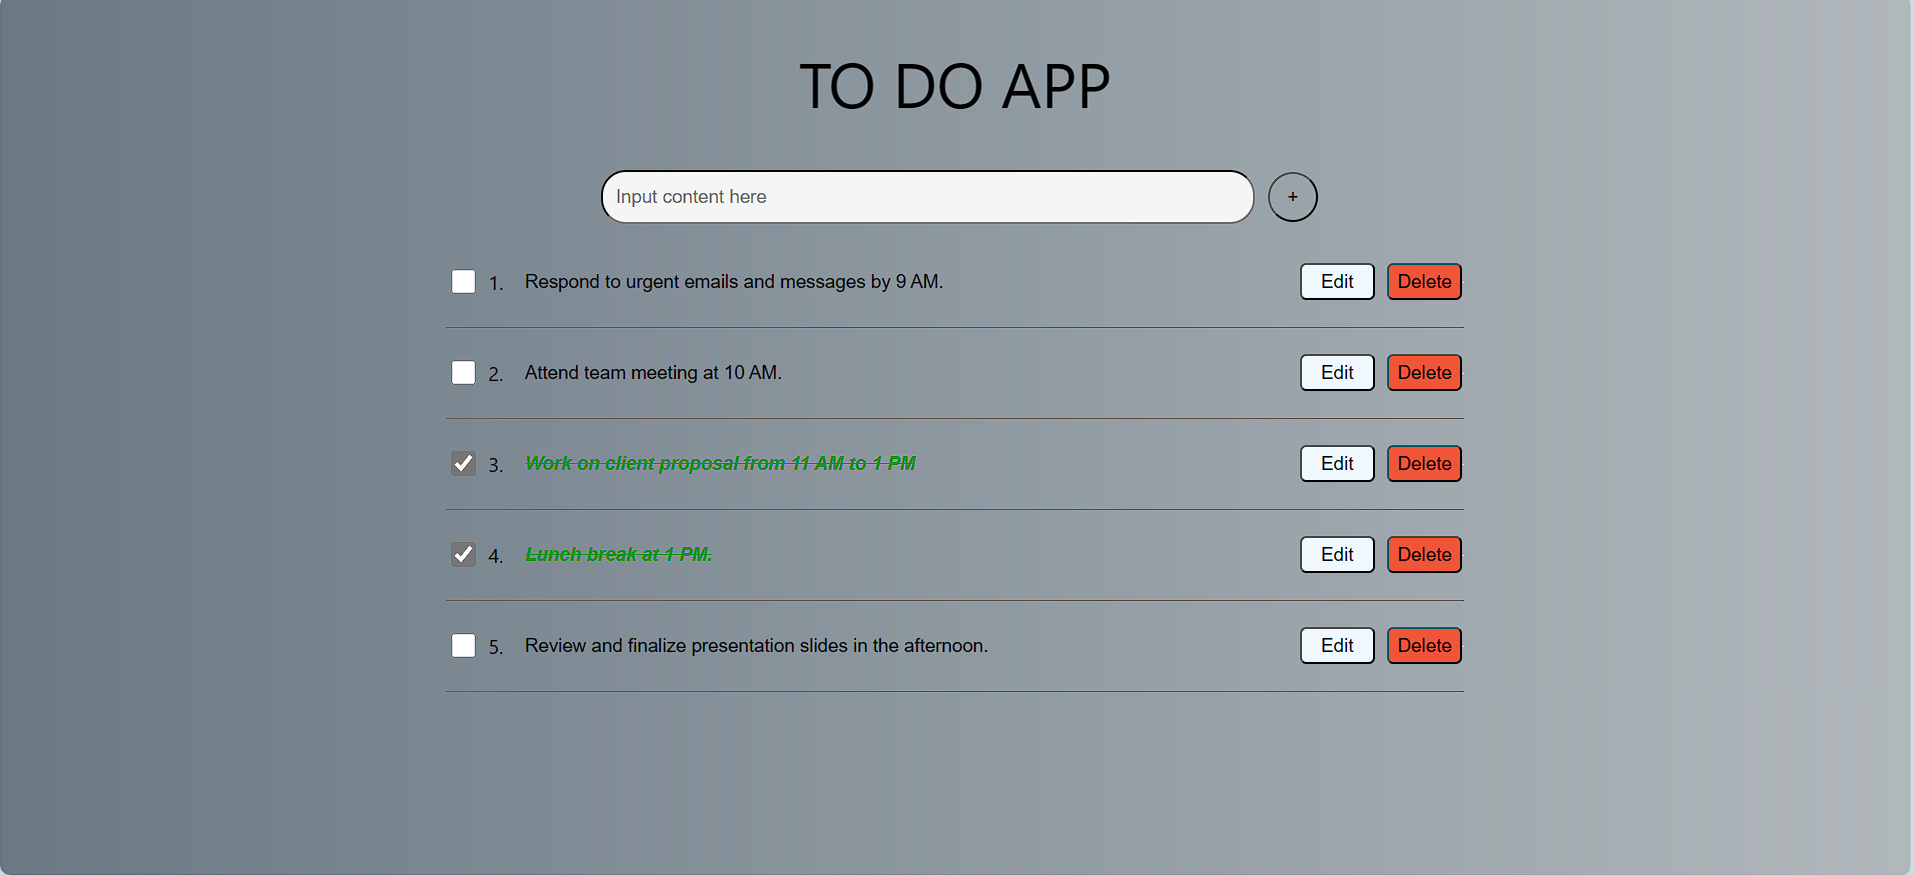 TO DO APP
Input content here +
1. Respond to urgent emails and messages by 9 AM. Edit Delete
2. Attend team meeting at 10 AM. Edit Delete
3. Work on client proposal from 11 AM to 1 PM Edit Delete
4. Lunch break at 1 PM. Edit Delete
5. Review and finalize presentation slides in the afternoon. Edit Delete